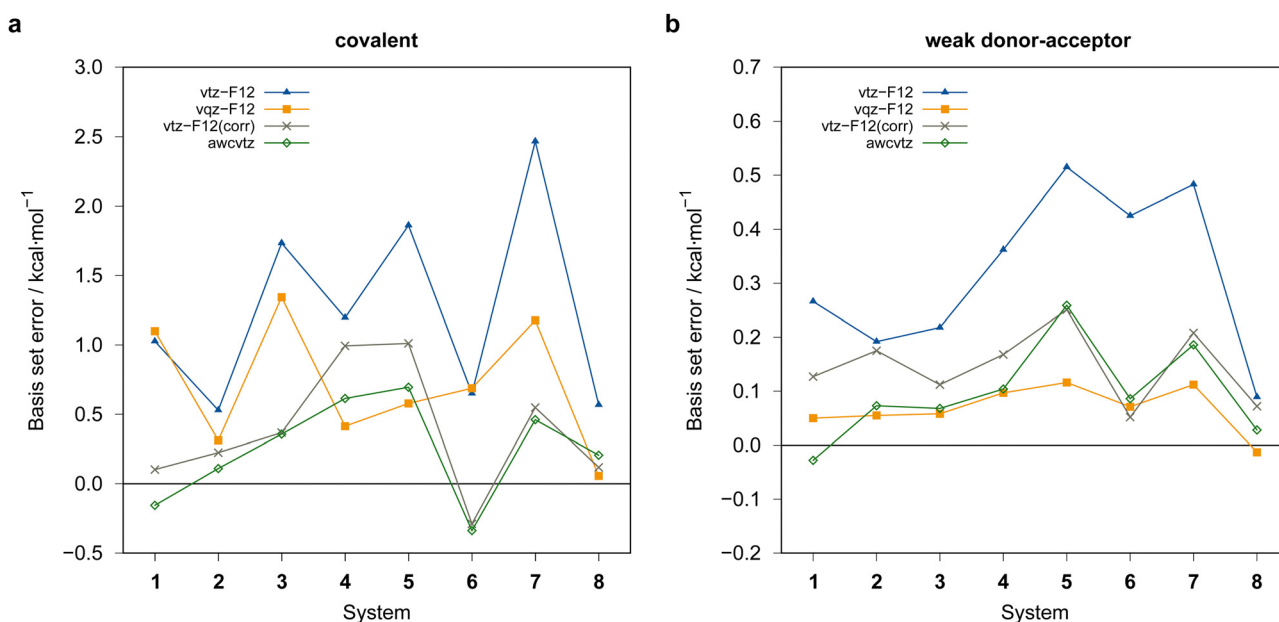 a
covalent
Basis set error / kcal·mol⁻¹
3.0
2.5
2.0
1.5
1.0
0.5
0.0
−0.5
vtz−F12
vqz−F12
vtz−F12(corr)
awcvtz
1 2 3 4 5 6 7 8
System
b
weak donor-acceptor
Basis set error / kcal·mol⁻¹
0.7
0.6
0.5
0.4
0.3
0.2
0.1
0.0
−0.1
−0.2
vtz−F12
vqz−F12
vtz−F12(corr)
awcvtz
1 2 3 4 5 6 7 8
System